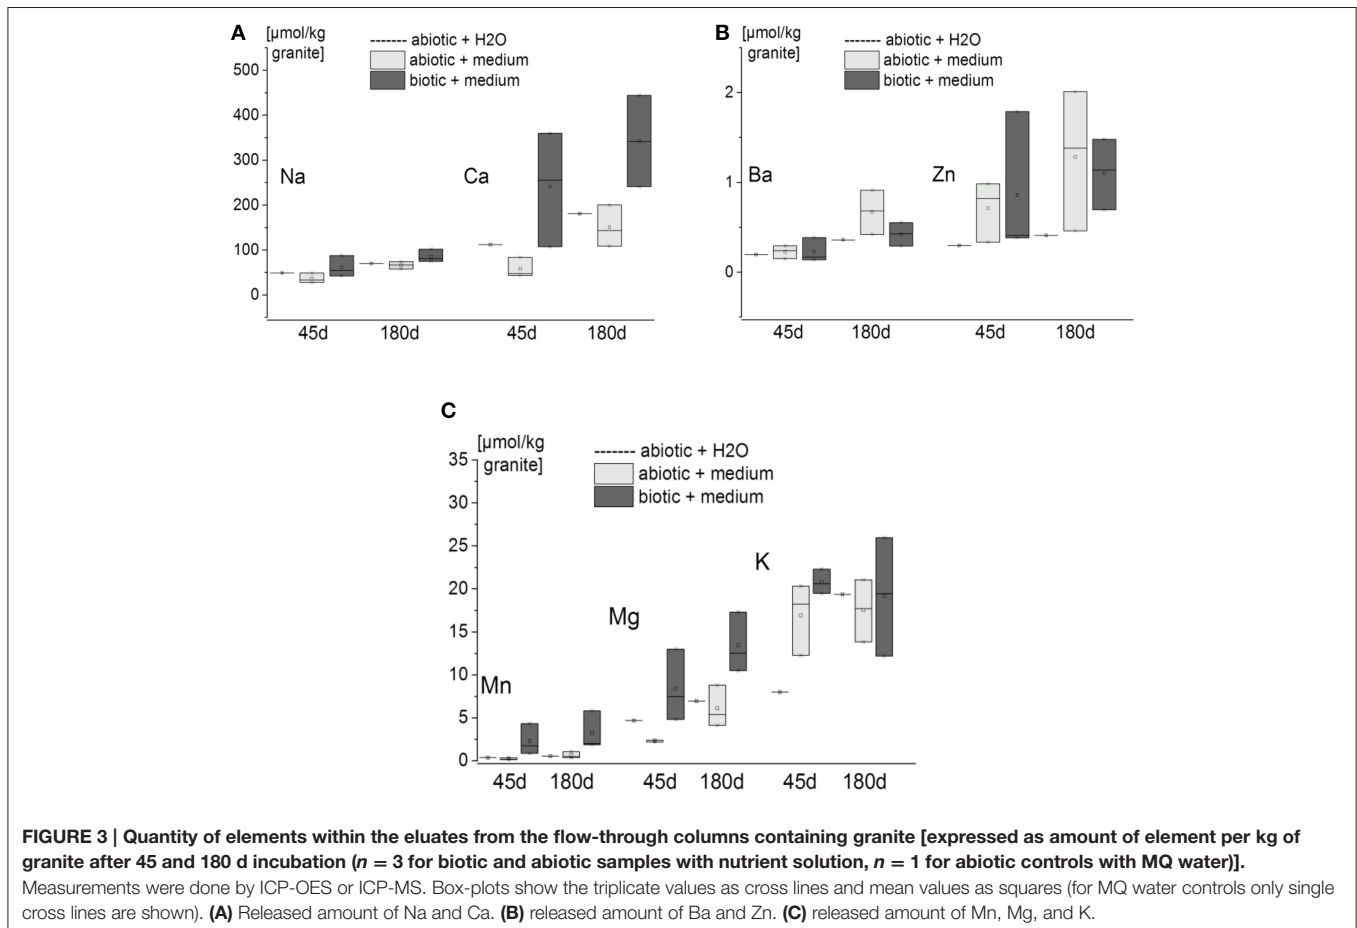 A
[µmol/kg
granite]
------- abiotic + H2O
abiotic + medium
biotic + medium
500
400
300
200
100
0
Na
Ca
45d 180d 45d 180d
B
[µmol/kg
granite]
------- abiotic + H2O
abiotic + medium
biotic + medium
2
1
0
Ba
Zn
45d 180d 45d 180d
C
[µmol/kg
granite]
------- abiotic + H2O
abiotic + medium
biotic + medium
35
30
25
20
15
10
5
0
Mn
Mg
K
45d 180d 45d 180d 45d 180d
FIGURE 3 | Quantity of elements within the eluates from the flow-through columns containing granite [expressed as amount of element per kg of
granite after 45 and 180 d incubation (n = 3 for biotic and abiotic samples with nutrient solution, n = 1 for abiotic controls with MQ water)].
Measurements were done by ICP-OES or ICP-MS. Box-plots show the triplicate values as cross lines and mean values as squares (for MQ water controls only single
cross lines are shown). (A) Released amount of Na and Ca. (B) released amount of Ba and Zn. (C) released amount of Mn, Mg, and K.